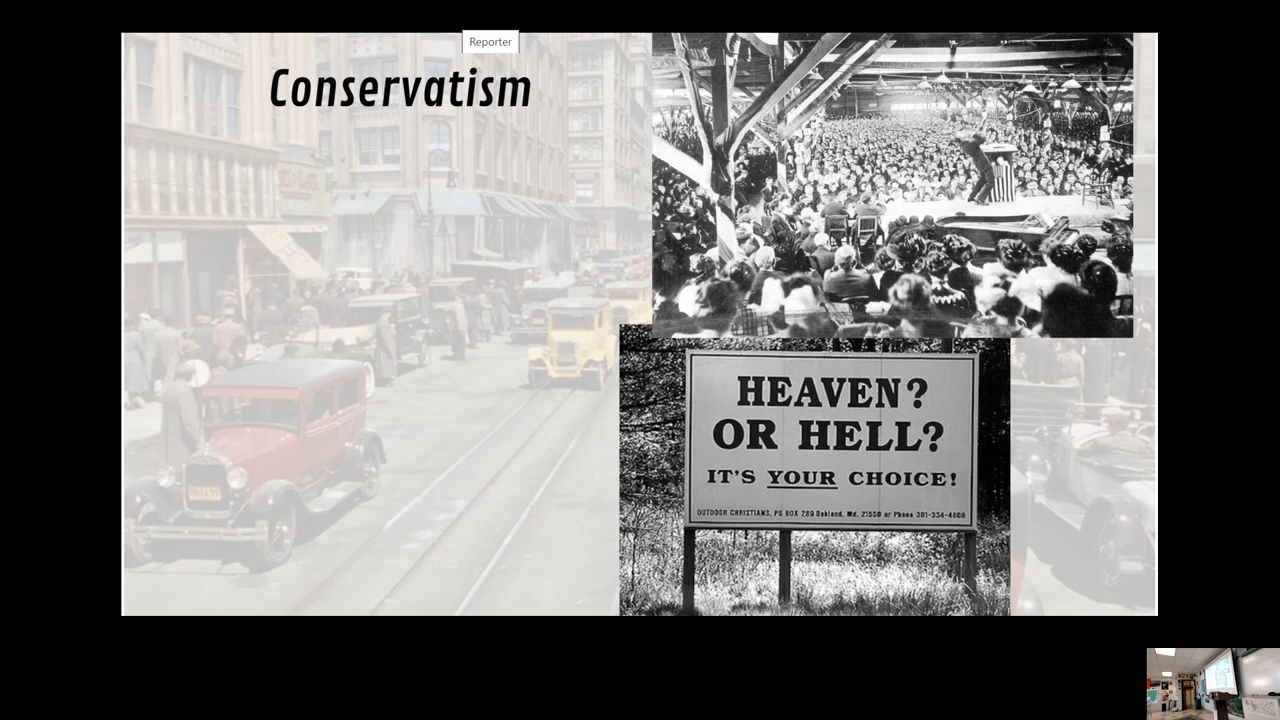 Reporter
Conservatism
HEAVEN?
OR HELL?
IT'S YOUR CHOICE!
OUTDOOR CHRISTIANS, PO BOX 289 Oakland, Md. 21550 or Phone 301-334-4608